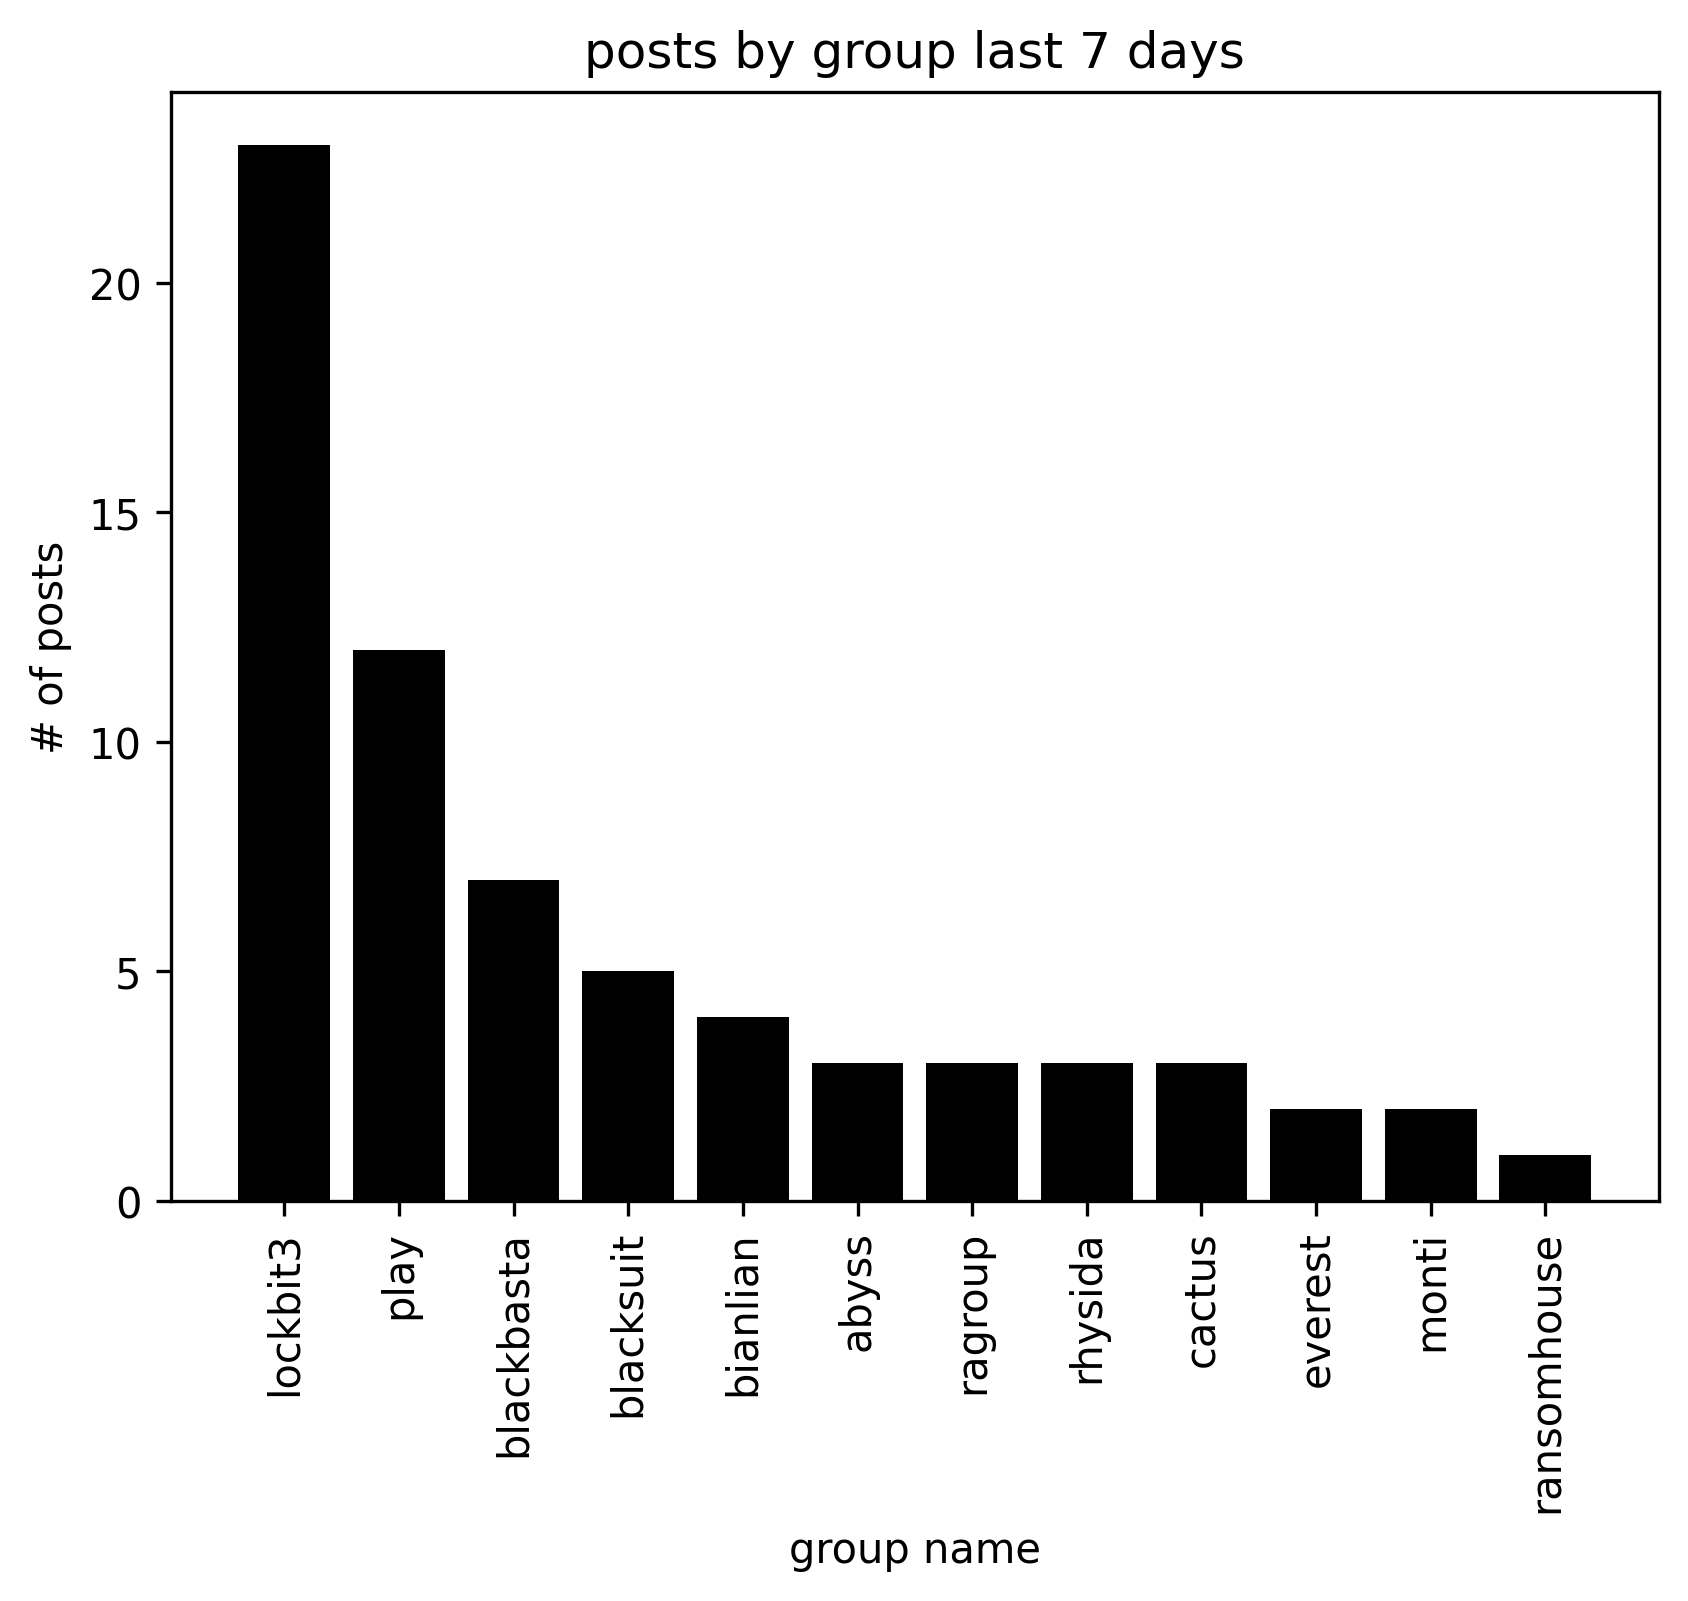 posts by group last 7 days
# of posts
20
15
10
5
0
lockbit3
play
blackbasta
blacksuit
bianlian
abyss
ragroup
rhysida
cactus
everest
monti
ransomhouse
group name